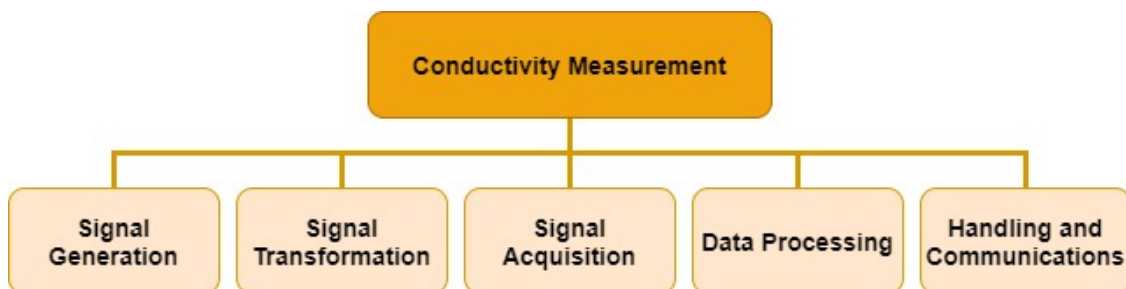 Conductivity Measurement
Signal
Generation
Signal
Transformation
Signal
Acquisition
Data Processing
Handling and
Communications